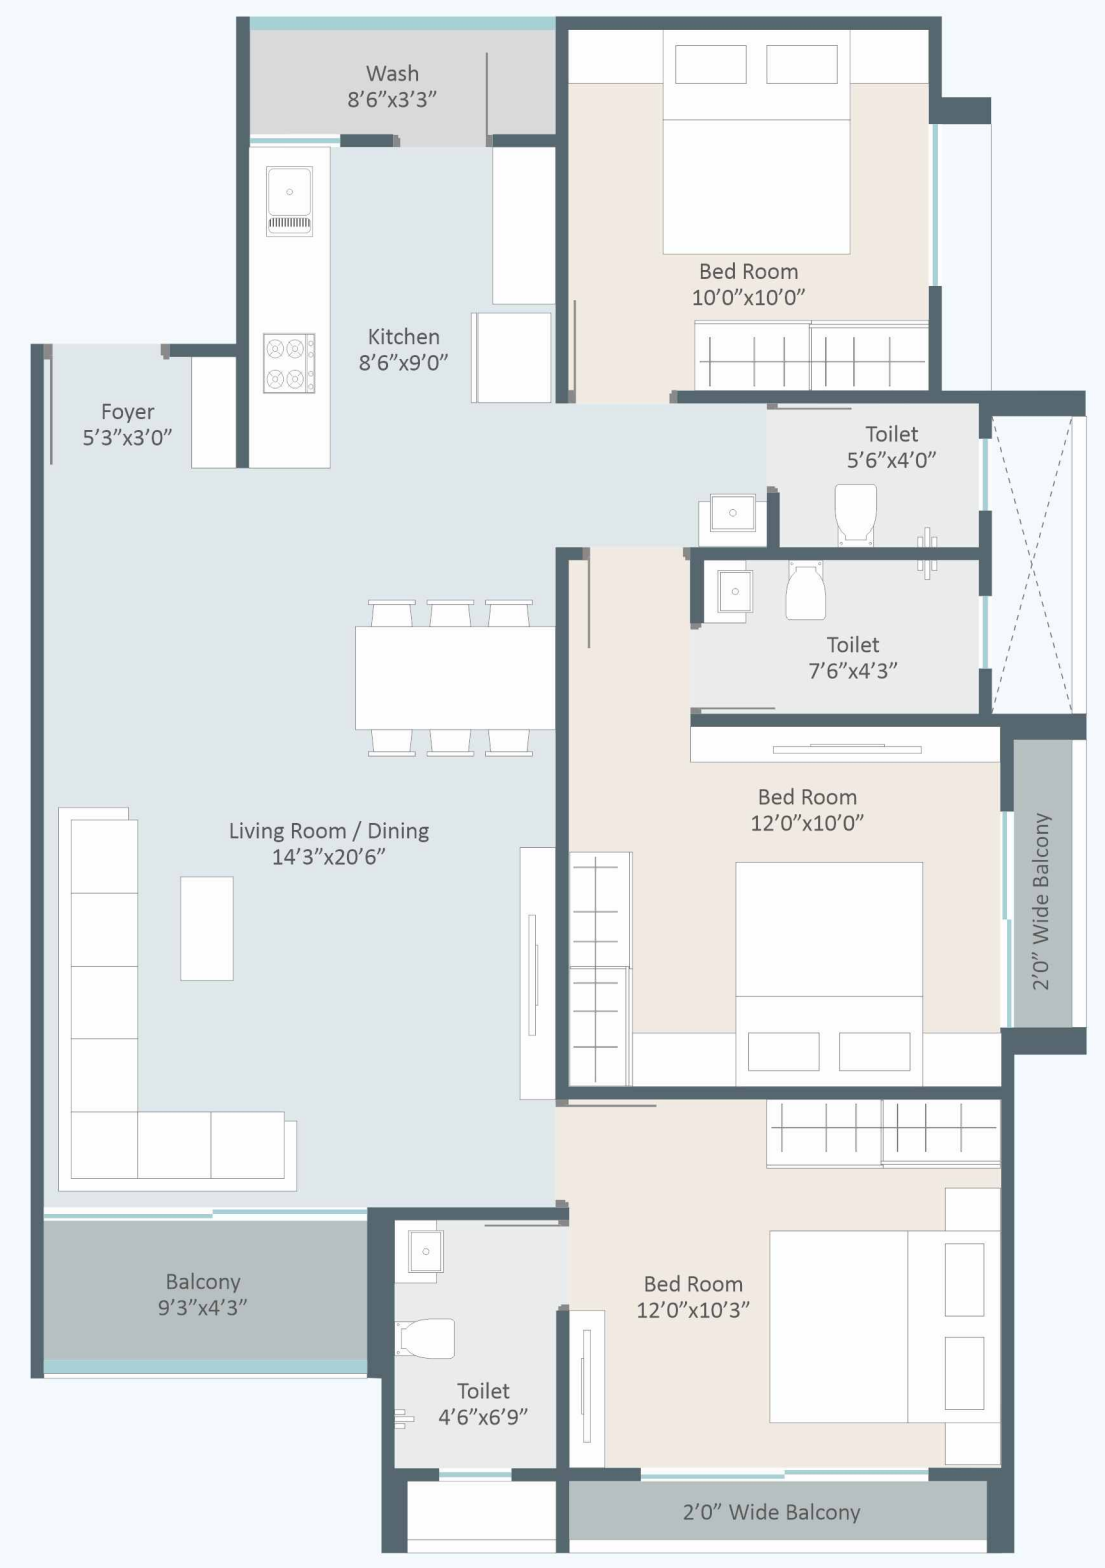 Wash
8’6”x3’3”
Bed Room
10’0”x10’0”
Kitchen
8’6”x9’0”
Foyer
5’3”x3’0”
Toilet
5’6”x4’0”
Toilet
7’6”x4’3”
Bed Room
12’0”x10’0”
Living Room / Dining
14’3”x20’6”
2’0” Wide Balcony
Balcony
9’3”x4’3”
Bed Room
12’0”x10’3”
Toilet
4’6”x6’9”
2’0” Wide Balcony